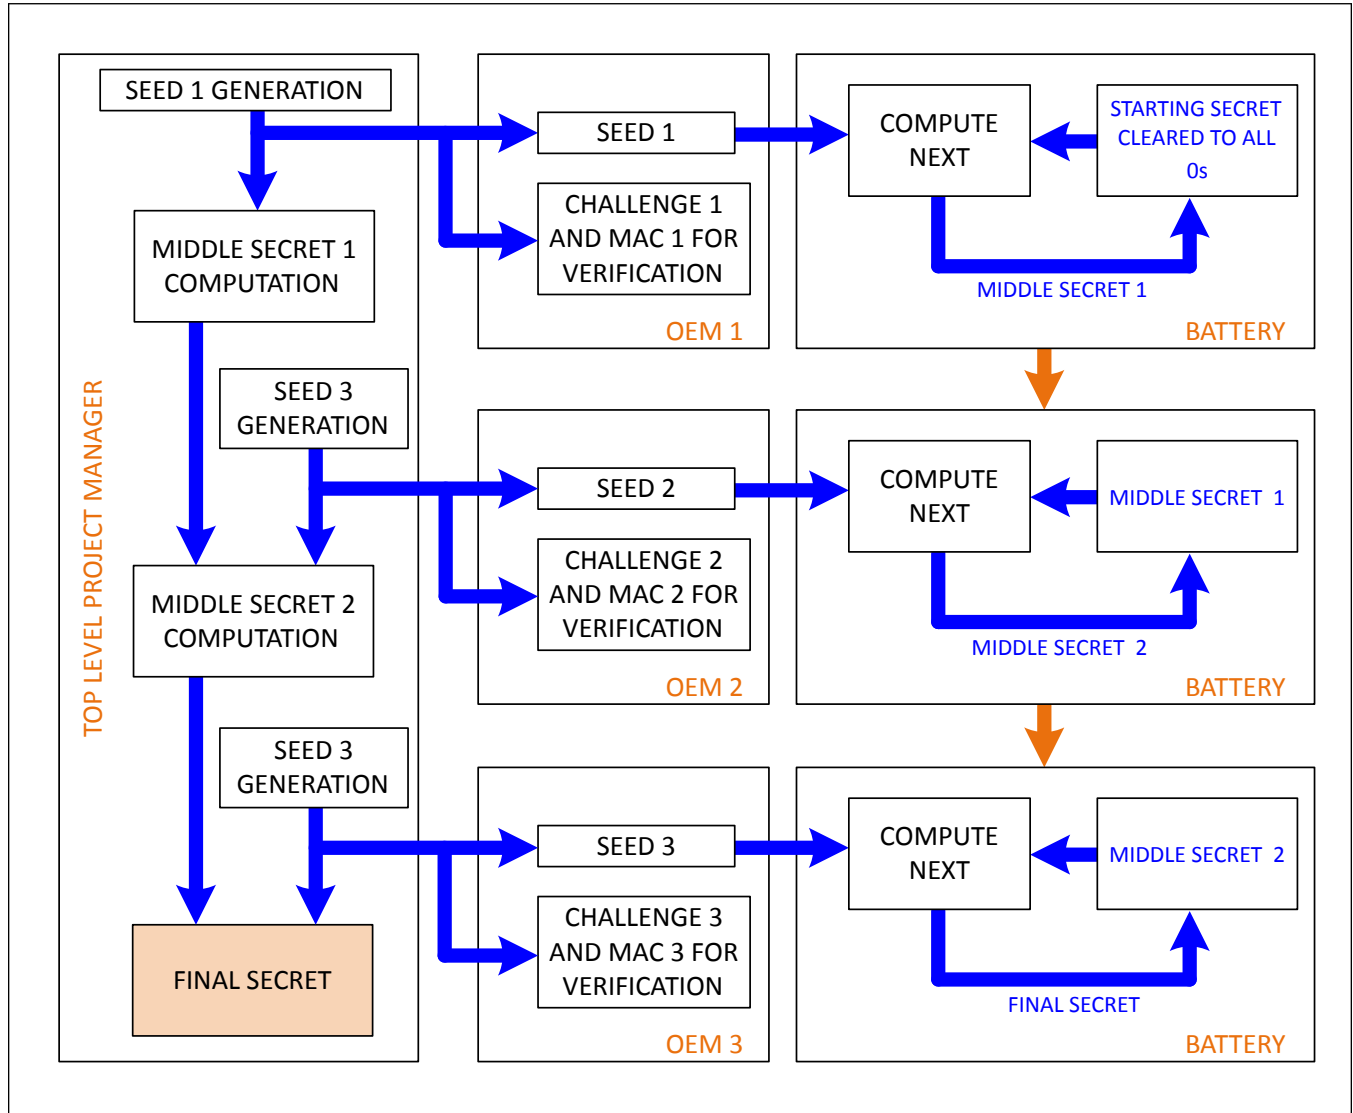 TOP LEVEL PROJECT MANAGER
SEED 1 GENERATION
MIDDLE SECRET 1
COMPUTATION
SEED 3
GENERATION
MIDDLE SECRET 2
COMPUTATION
SEED 3
GENERATION
FINAL SECRET
SEED 1
CHALLENGE 1
AND MAC 1 FOR
VERIFICATION
OEM 1
COMPUTE
NEXT
STARTING SECRET
CLEARED TO ALL
0s
MIDDLE SECRET 1
BATTERY
SEED 2
CHALLENGE 2
AND MAC 2 FOR
VERIFICATION
OEM 2
COMPUTE
NEXT
MIDDLE SECRET 1
MIDDLE SECRET 2
BATTERY
SEED 3
CHALLENGE 3
AND MAC 3 FOR
VERIFICATION
OEM 3
COMPUTE
NEXT
MIDDLE SECRET 2
FINAL SECRET
BATTERY